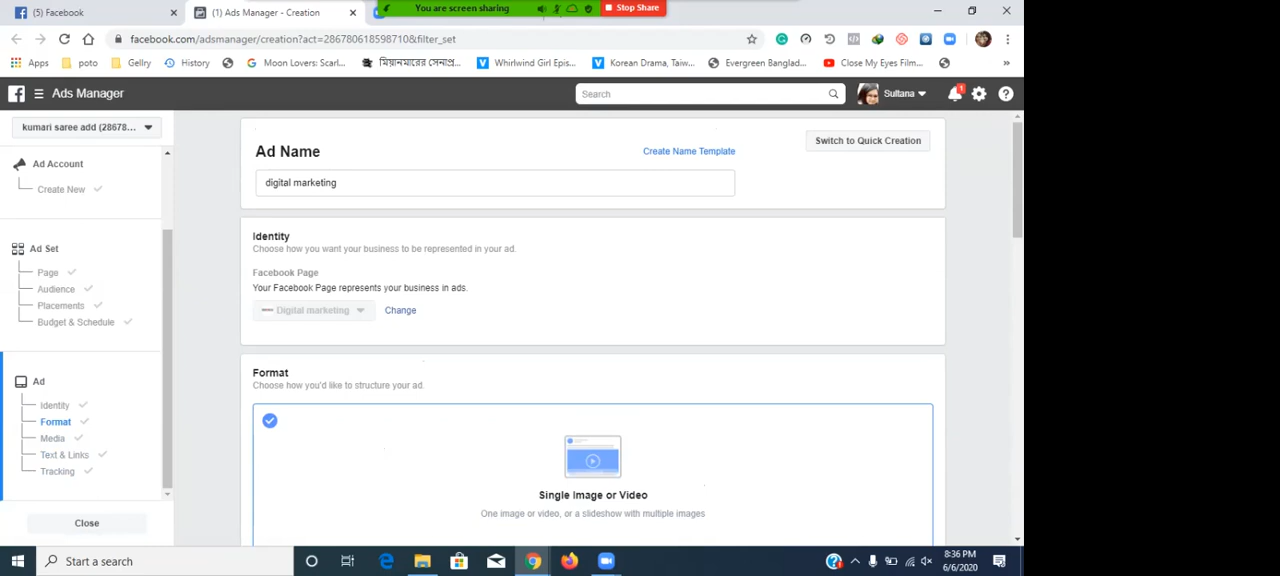 (5) Facebook
(1) Ads Manager - Creation
You are screen sharing
Stop Share
facebook.com/adsmanager/creation?act=286780618598710&filter_set
Apps
poto
Gellry
History
Moon Lovers: Scarl...
মিয়ানমারের সেনাপ্র...
Whirlwind Girl Epis...
Korean Drama, Taiw...
Evergreen Banglad...
Close My Eyes Film...
»
Ads Manager
Search
Sultana
1
kumari saree add (28678...
Ad Account
Create New
Ad Set
Page
Audience
Placements
Budget & Schedule
Ad
Identity
Format
Media
Text & Links
Tracking
Close
Ad Name
Create Name Template
Switch to Quick Creation
digital marketing
Identity
Choose how you want your business to be represented in your ad.
Facebook Page
Your Facebook Page represents your business in ads.
Digital marketing
Change
Format
Choose how you'd like to structure your ad.
Single Image or Video
One image or video, or a slideshow with multiple images
Start a search
8:36 PM
6/6/2020